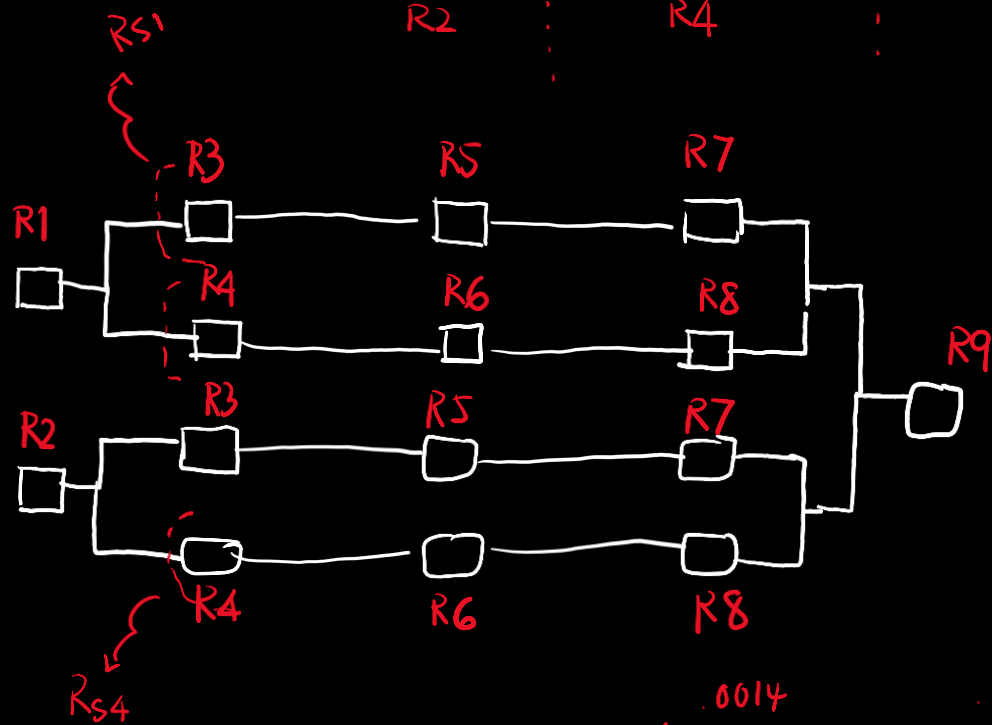 Rs1 R2 R4
R3 R5 R7
R1
R4 R6 R8
R9
R3 R5 R7
R2
R4 R6 R8
Rs4 .0014